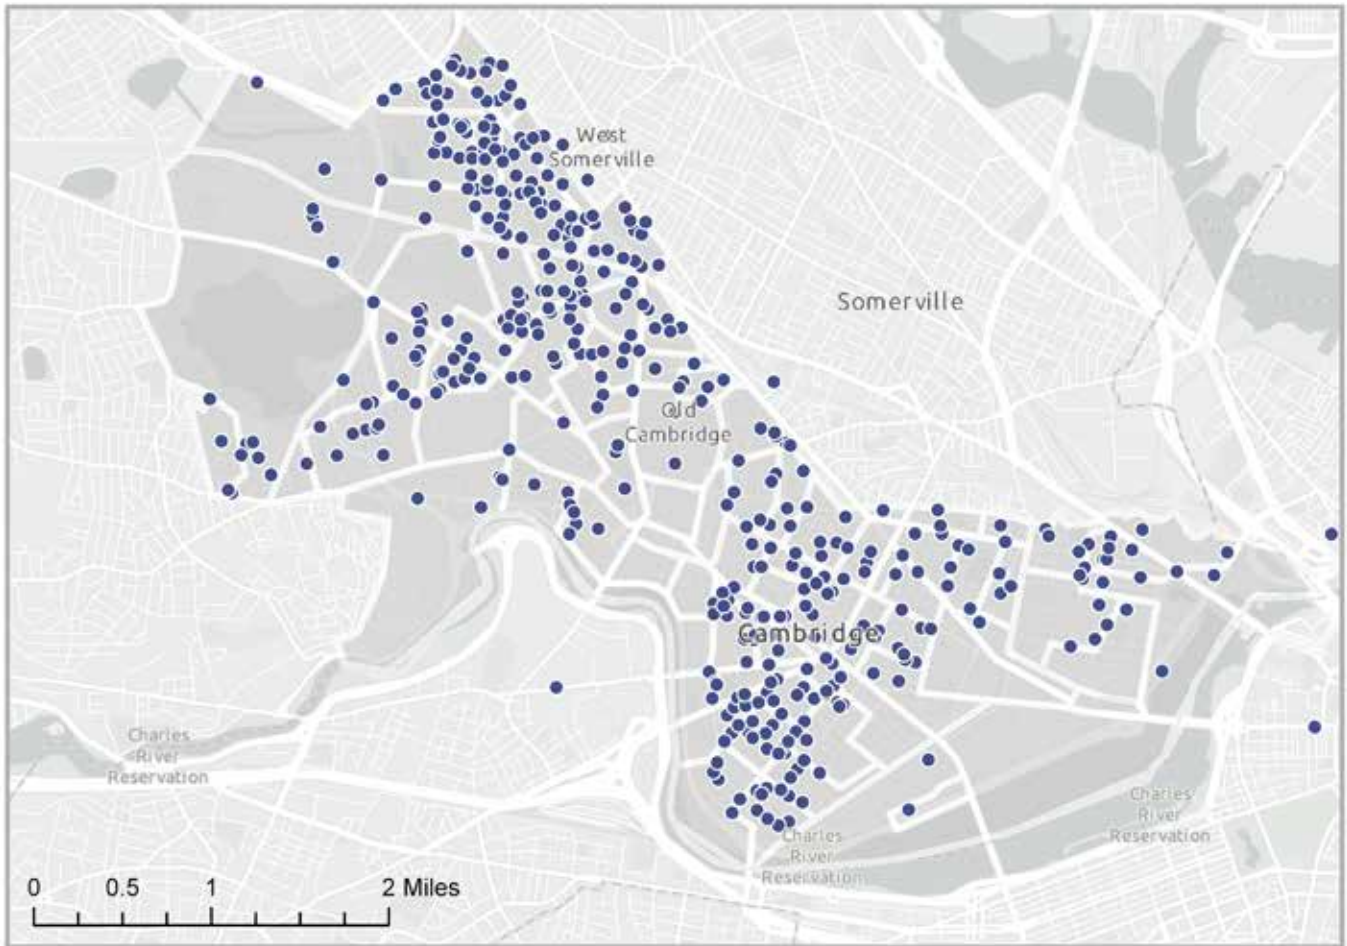 West
Somerville
Somerville
Old
Cambridge
Cambridge
Charles
River
Reservation
Charles
River
Reservation
Charles
River
Reservation
0 0.5 1 2 Miles